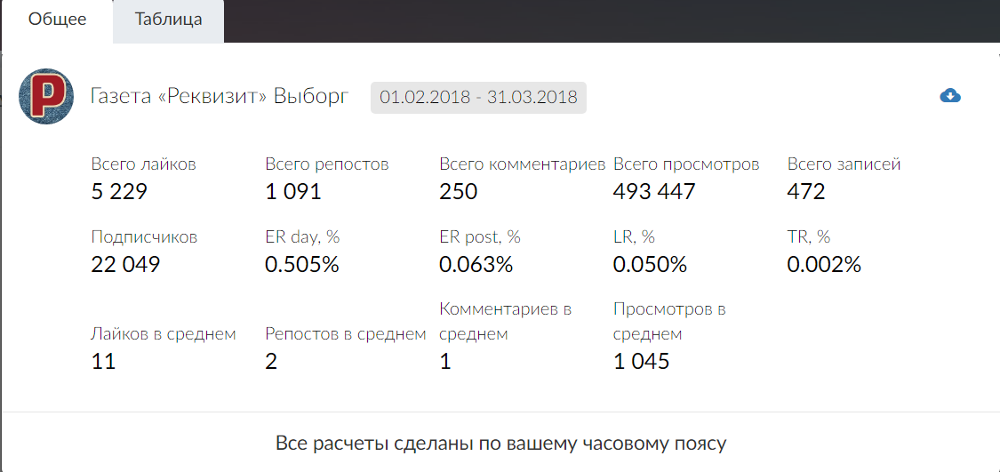 Общее
Таблица
P
Газета «Реквизит» Выборг
01.02.2018 - 31.03.2018
Всего лайков
5 229
Всего репостов
1 091
Всего комментариев
250
Всего просмотров
493 447
Всего записей
472
Подписчиков
22 049
ER day, %
0.505%
ER post, %
0.063%
LR, %
0.050%
TR, %
0.002%
Лайков в среднем
11
Репостов в среднем
2
Комментариев в
среднем
1
Просмотров в
среднем
1 045
Все расчеты сделаны по вашему часовому поясу